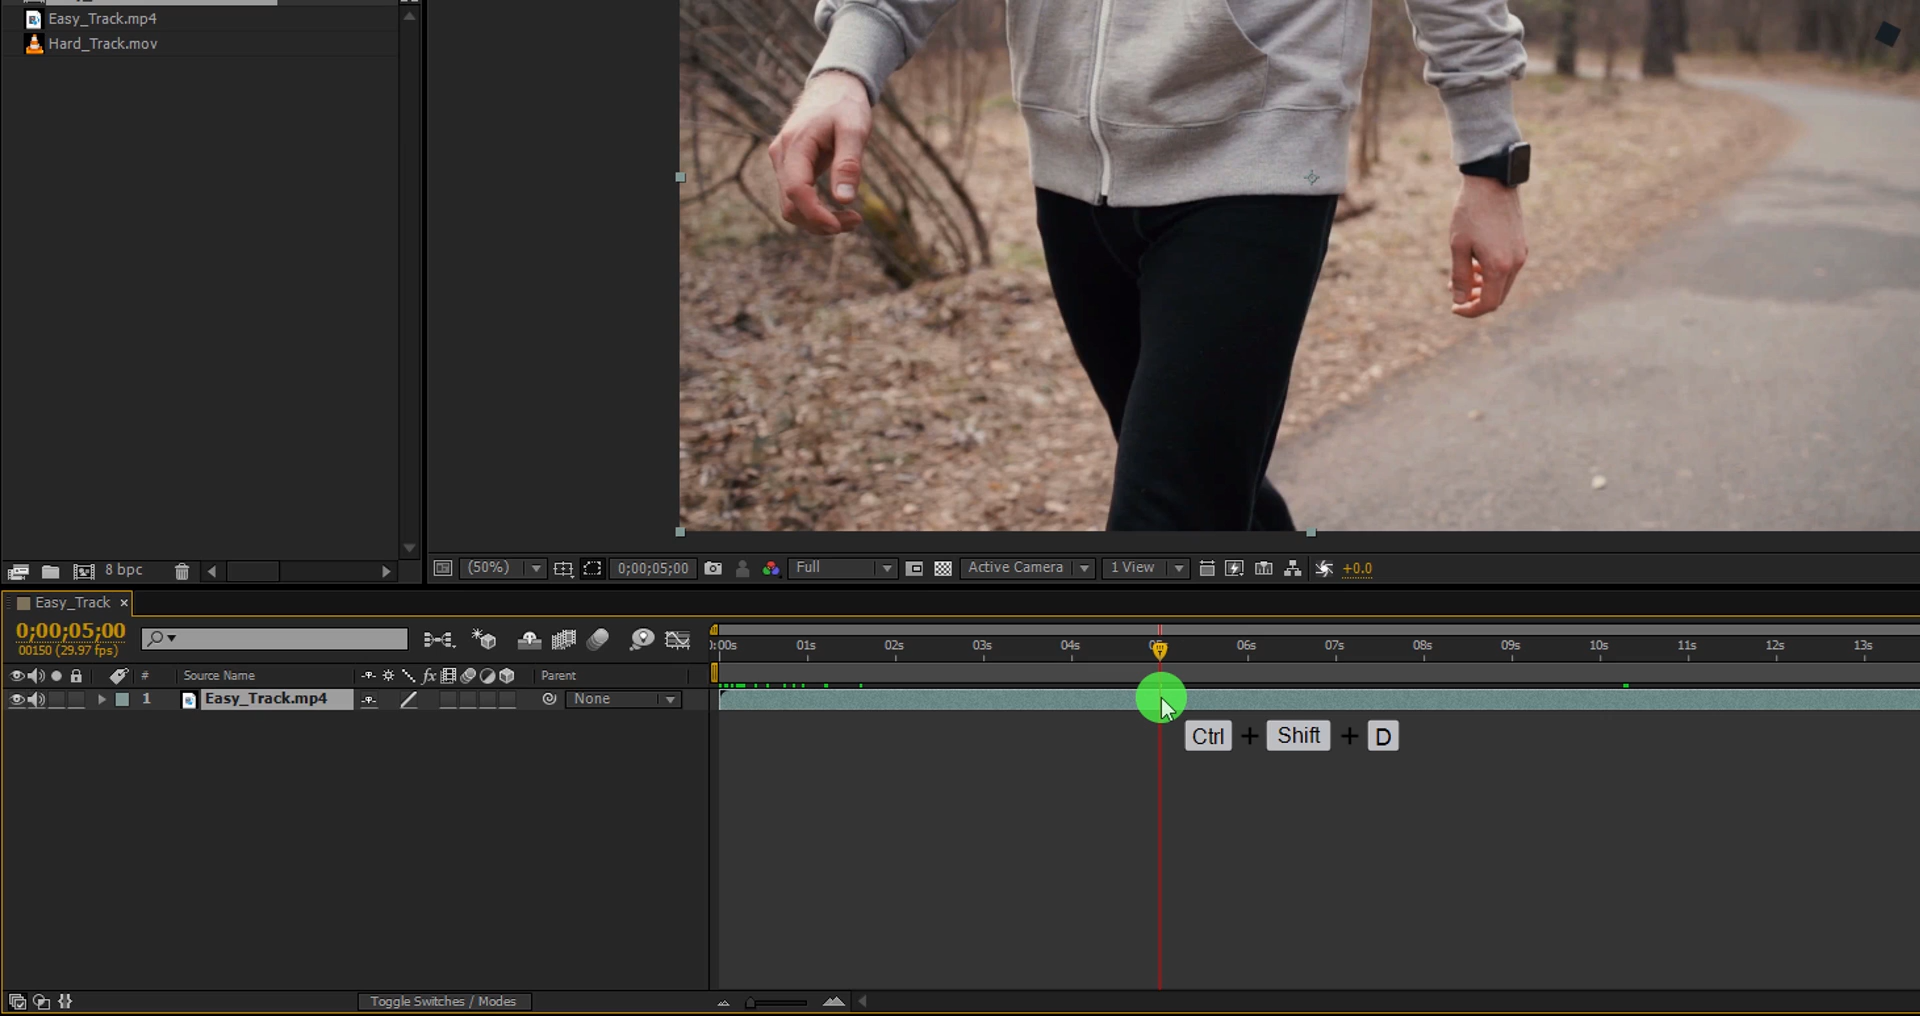 Easy_Track.mp4
Hard_Track.mov
8 bpc
(50%)
0;00;05;00
Full
Active Camera
1 View
+0.0
Easy_Track ×
0;00;05;00
00150 (29.97 fps)
):00s 01s 02s 03s 04s 06s 07s 08s 09s 10s 11s 12s 13s
# Source Name fx Parent
1 Easy_Track.mp4 None
Ctrl + Shift + D
Toggle Switches / Modes